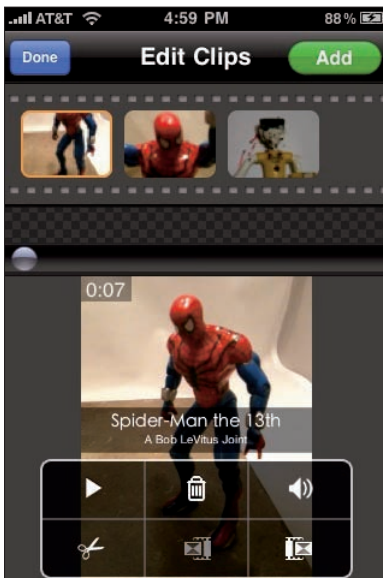 AT&T 4:59 PM 88%
Done Edit Clips Add
0:07
Spider-Man the 13th
A Bob LeVitus Joint